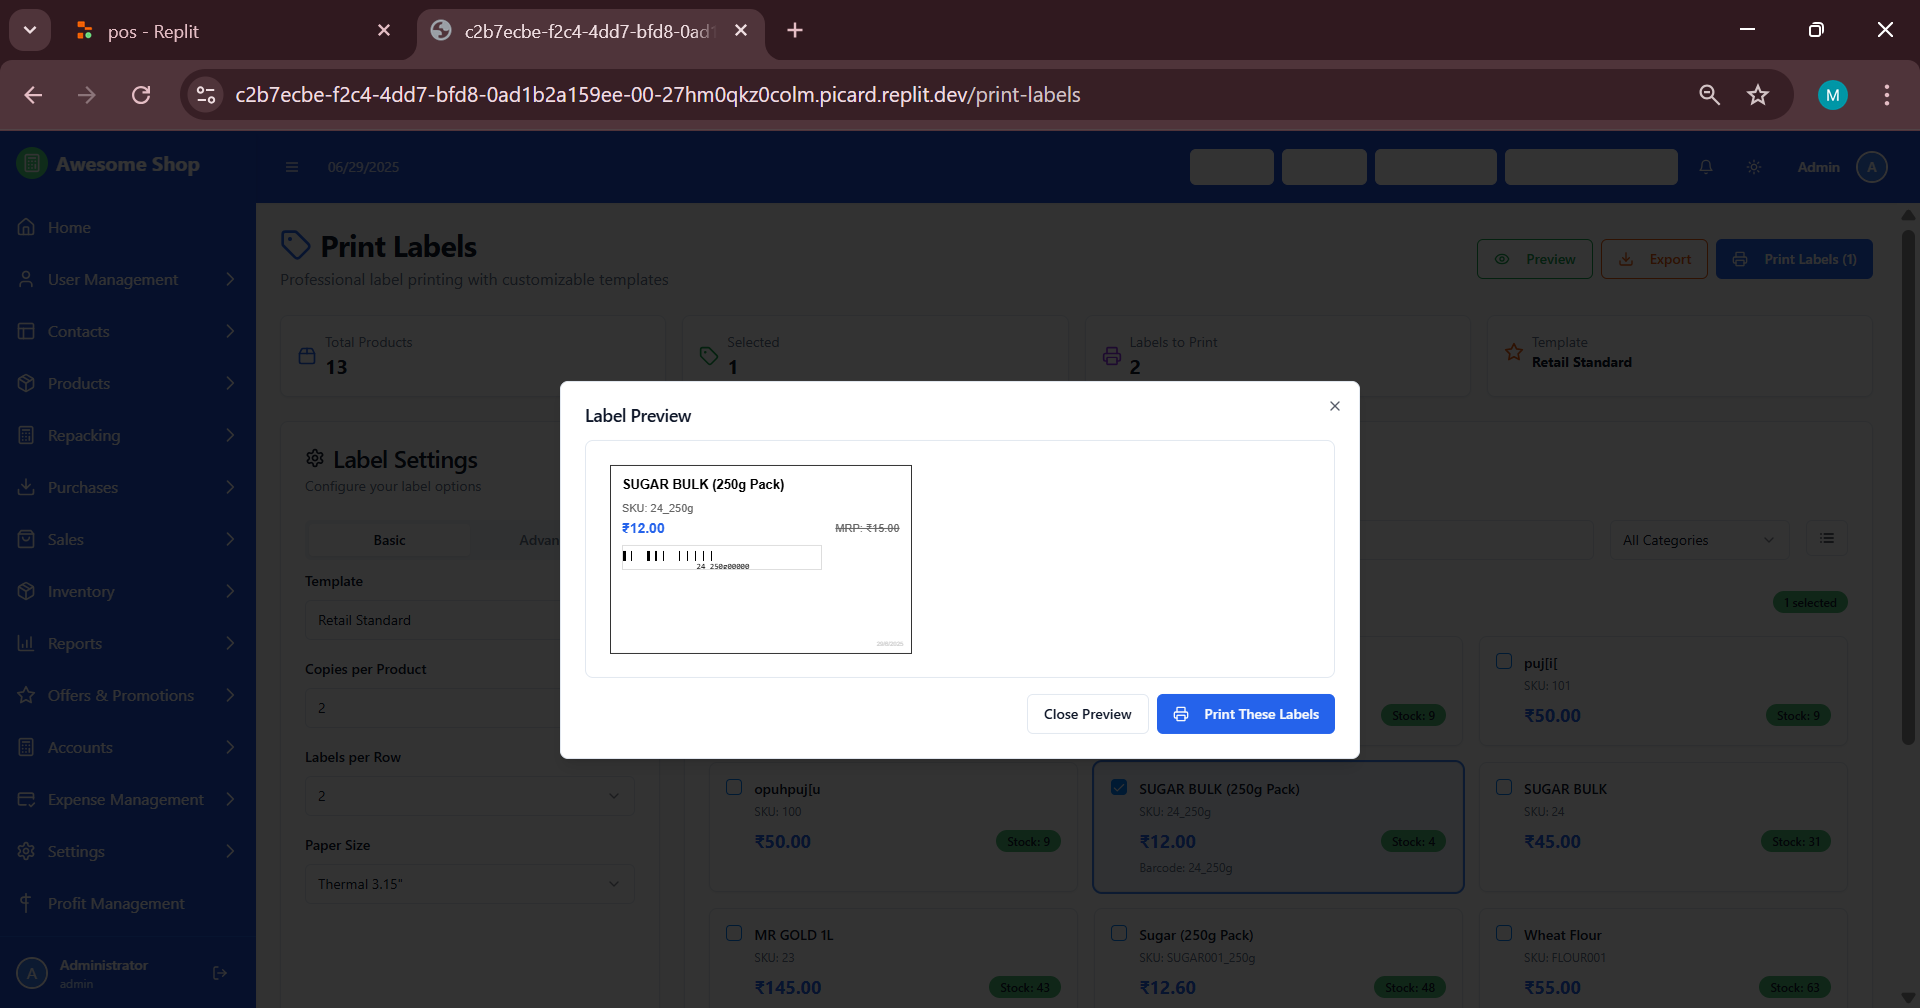 pos - Replit
c2b7ecbe-f2c4-4dd7-bfd8-0ad1
c2b7ecbe-f2c4-4dd7-bfd8-0ad1b2a159ee-00-27hm0qkz0colm.picard.replit.dev/print-labels
M
Awesome Shop
06/29/2025
Admin
A
Home
User Management
Contacts
Products
Repacking
Purchases
Sales
Inventory
Reports
Offers & Promotions
Accounts
Expense Management
Settings
Profit Management
A
Administrator
admin
Print Labels
Professional label printing with customizable templates
Preview
Export
Print Labels (1)
Total Products
13
Selected
1
Labels to Print
2
Template
Retail Standard
Label Settings
Configure your label options
Basic
Advan
Template
Retail Standard
Copies per Product
2
Labels per Row
2
Paper Size
Thermal 3.15"
Label Preview
SUGAR BULK (250g Pack)
SKU: 24_250g
₹12.00
MRP: ₹15.00
24_250g00000
Close Preview
Print These Labels
All Categories
1 selected
Stock: 9
puj[i[
SKU: 101
₹50.00
Stock: 9
opuhpuj[u
SKU: 100
₹50.00
Stock: 9
SUGAR BULK (250g Pack)
SKU: 24_250g
₹12.00
Stock: 4
Barcode: 24_250g
SUGAR BULK
SKU: 24
₹45.00
Stock: 31
MR GOLD 1L
SKU: 23
₹145.00
Stock: 43
Sugar (250g Pack)
SKU: SUGAR001_250g
₹12.60
Stock: 48
Wheat Flour
SKU: FLOUR001
₹55.00
Stock: 63